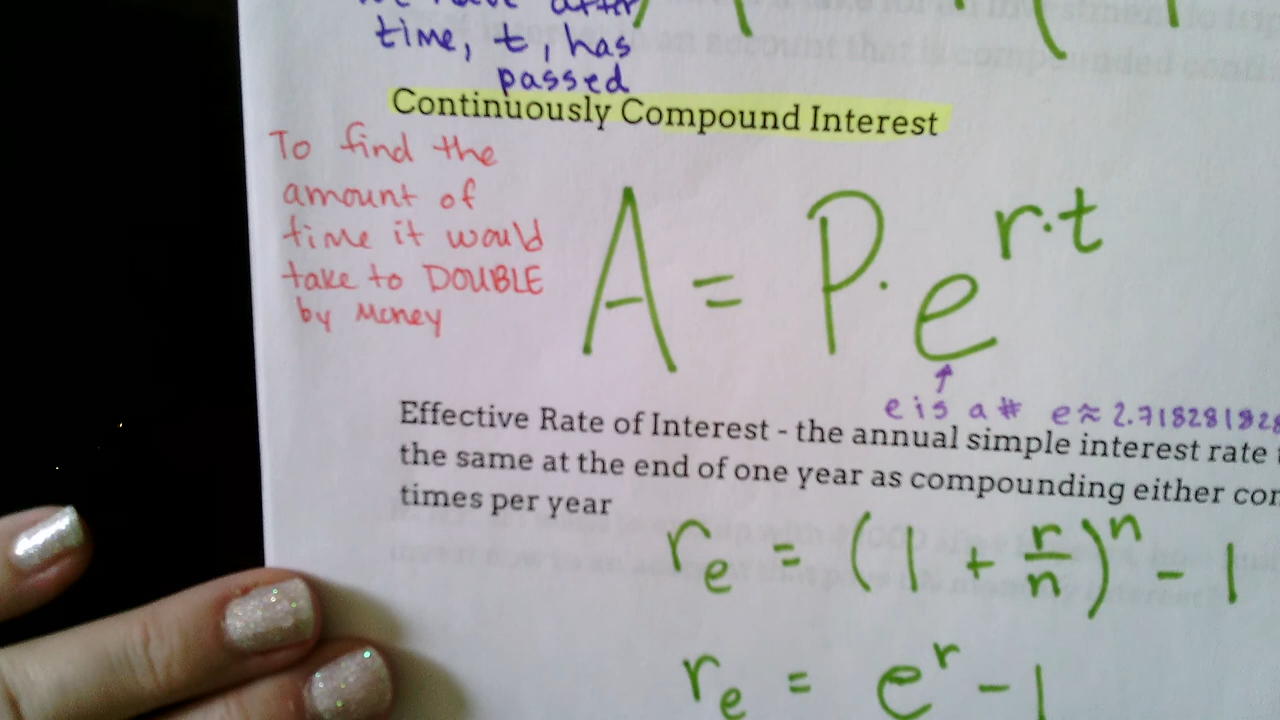 time, t, has
passed
Continuously Compound Interest
To find the
amount of
time it would
take to DOUBLE
by Money
A = P · e^{r·t}
e is a # e ≈ 2.718281828
Effective Rate of Interest - the annual simple interest rate
the same at the end of one year as compounding either
times per year
r_e = (1 + r/n)^n - 1
r_e = e^r - 1